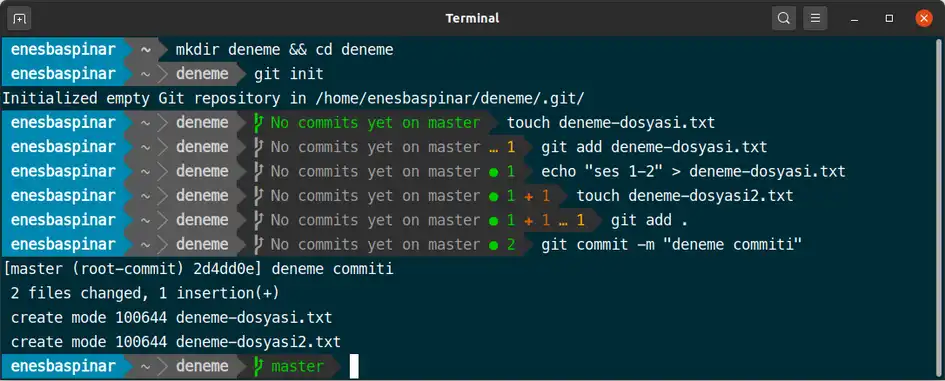 Terminal
enesbaspinar ~ mkdir deneme && cd deneme
enesbaspinar ~ deneme git init
Initialized empty Git repository in /home/enesbaspinar/deneme/.git/
enesbaspinar ~ deneme No commits yet on master touch deneme-dosyasi.txt
enesbaspinar ~ deneme No commits yet on master … 1 git add deneme-dosyasi.txt
enesbaspinar ~ deneme No commits yet on master ● 1 echo "ses 1-2" > deneme-dosyasi.txt
enesbaspinar ~ deneme No commits yet on master ● 1 + 1 touch deneme-dosyasi2.txt
enesbaspinar ~ deneme No commits yet on master ● 1 + 1 … 1 git add .
enesbaspinar ~ deneme No commits yet on master ● 2 git commit -m "deneme commiti"
[master (root-commit) 2d4dd0e] deneme commiti
 2 files changed, 1 insertion(+)
 create mode 100644 deneme-dosyasi.txt
 create mode 100644 deneme-dosyasi2.txt
enesbaspinar ~ deneme master